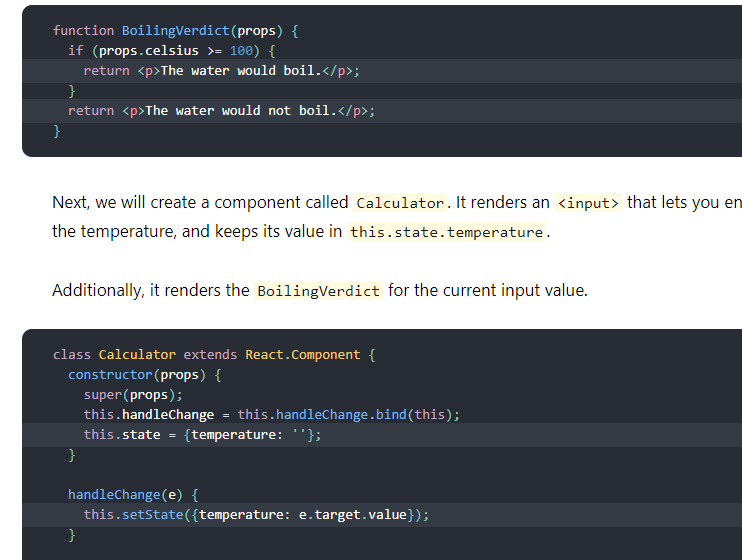 function BoilingVerdict(props) {
  if (props.celsius >= 100) {
    return <p>The water would boil.</p>;
  }
  return <p>The water would not boil.</p>;
}
Next, we will create a component called Calculator. It renders an <input> that lets you en
the temperature, and keeps its value in this.state.temperature.
Additionally, it renders the BoilingVerdict for the current input value.
class Calculator extends React.Component {
  constructor(props) {
    super(props);
    this.handleChange = this.handleChange.bind(this);
    this.state = {temperature: ''};
  }
  handleChange(e) {
    this.setState({temperature: e.target.value});
  }